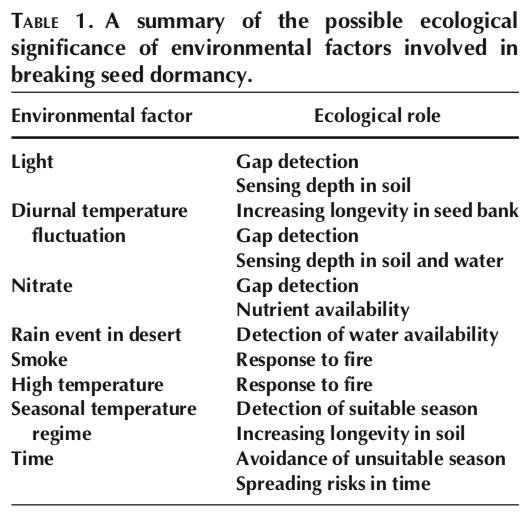 TABLE 1. A summary of the possible ecological
significance of environmental factors involved in
breaking seed dormancy.
Environmental factor Ecological role
Light Gap detection
Sensing depth in soil
Diurnal temperature Increasing longevity in seed bank
fluctuation Gap detection
Sensing depth in soil and water
Nitrate Gap detection
Nutrient availability
Rain event in desert Detection of water availability
Smoke Response to fire
High temperature Response to fire
Seasonal temperature Detection of suitable season
regime Increasing longevity in soil
Time Avoidance of unsuitable season
Spreading risks in time